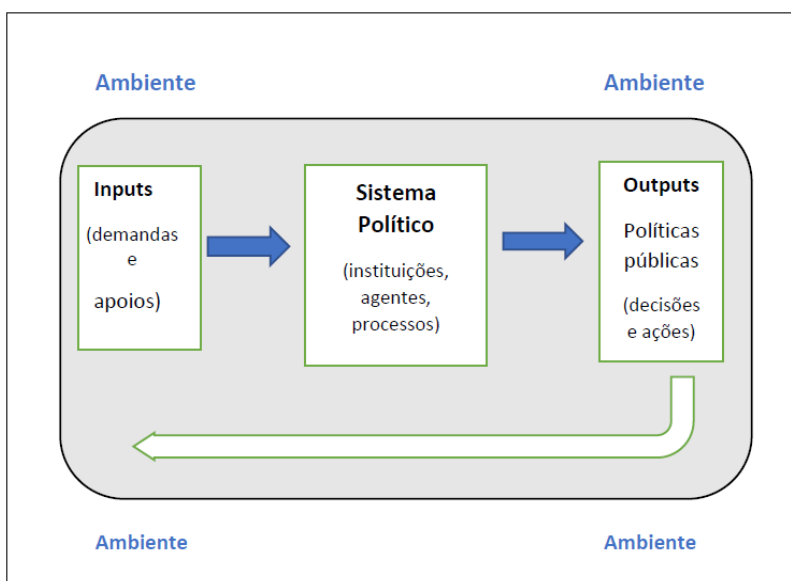 Ambiente
Ambiente
Inputs
(demandas
e
apoios)
Sistema
Político
(instituições,
agentes,
processos)
Outputs
Políticas
públicas
(decisões
e ações)
Ambiente
Ambiente